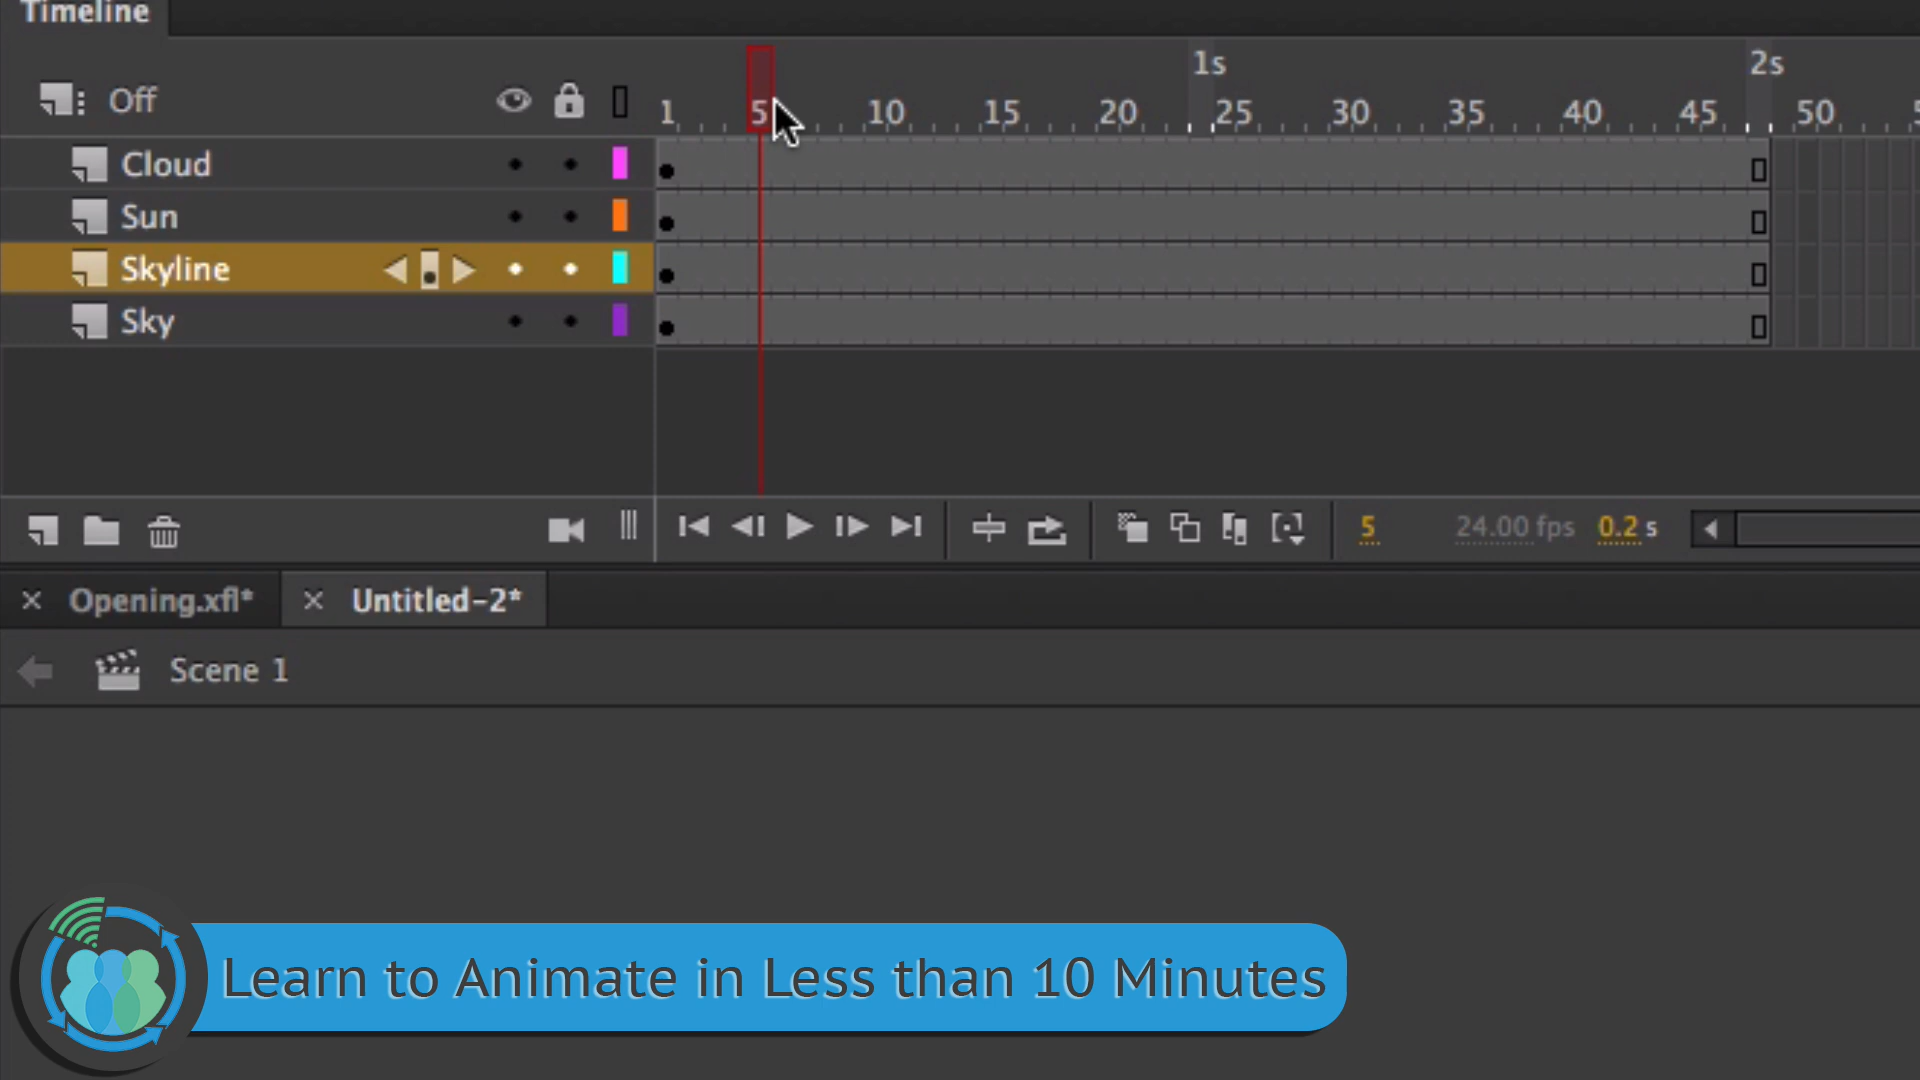 Timeline
1s 2s
Off 1 5 10 15 20 25 30 35 40 45 50
Cloud
Sun
Skyline
Sky
5 24.00 fps 0.2 s
Opening.xfl* Untitled-2*
Scene 1
Learn to Animate in Less than 10 Minutes